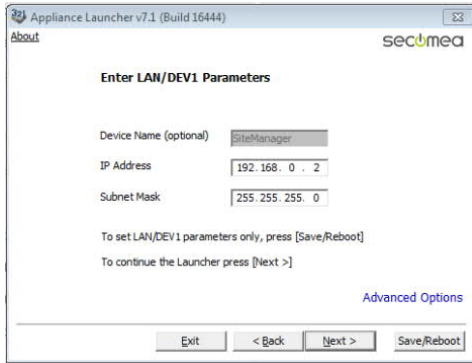 Appliance Launcher v7.1 (Build 16444)
About
secomea
Enter LAN/DEV1 Parameters
Device Name (optional) SiteManager
IP Address 192.168. 0 . 2
Subnet Mask 255.255.255. 0
To set LAN/DEV1 parameters only, press [Save/Reboot]
To continue the Launcher press [Next >]
Advanced Options
Exit < Back Next > Save/Reboot